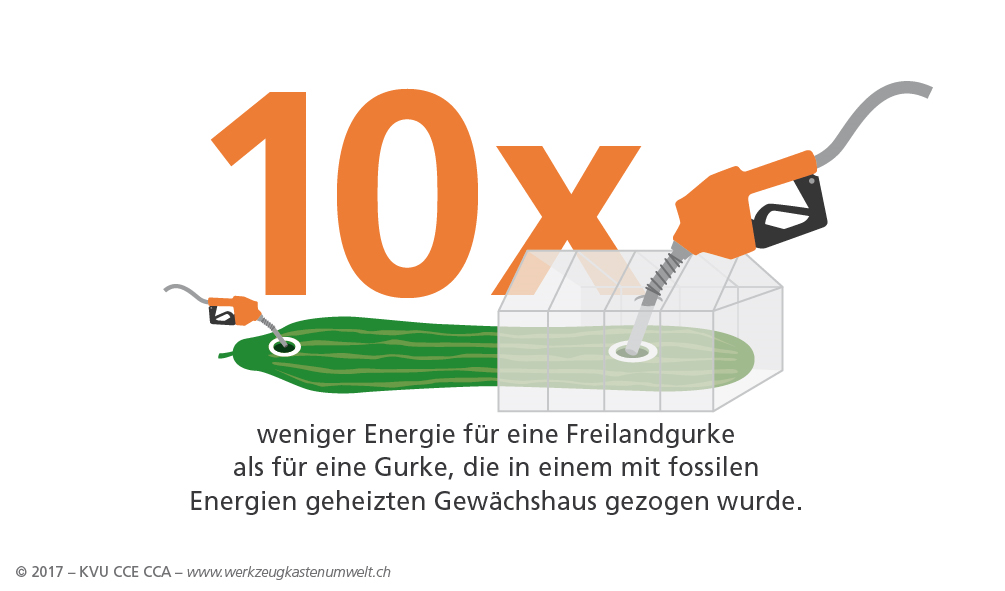 10x
weniger Energie für eine Freilandgurke
als für eine Gurke, die in einem mit fossilen
Energien geheizten Gewächshaus gezogen wurde.
© 2017 – KVU CCE CCA – www.werkzeugkastenumwelt.ch